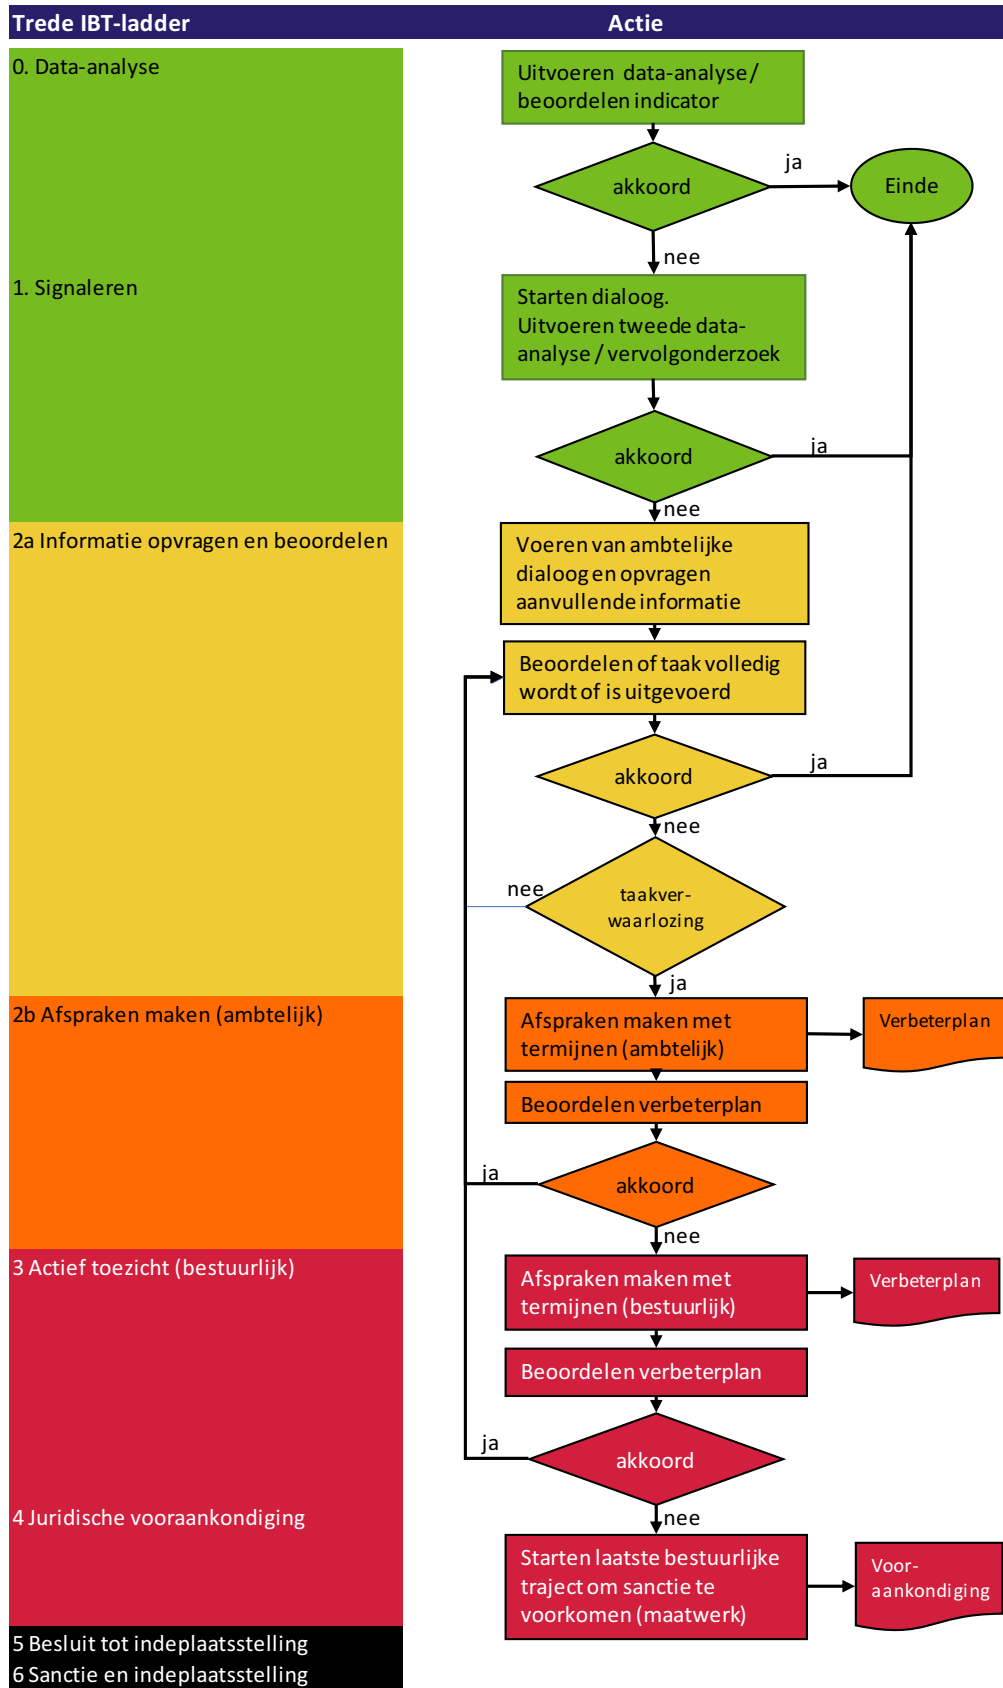 Trede IBT-ladder Actie
0. Data-analyse
Uitvoeren data-analyse /
beoordelen indicator
akkoord
ja
Einde
nee
1. Signaleren
Starten dialoog.
Uitvoeren tweede data-
analyse / vervolgonderzoek
akkoord
ja
nee
2a Informatie opvragen en beoordelen
Voeren van ambtelijke
dialoog en opvragen
aanvullende informatie
Beoordelen of taak volledig
wordt of is uitgevoerd
akkoord
ja
nee
nee
taakver-
waarlozing
ja
2b Afspraken maken (ambtelijk)
Afspraken maken met
termijnen (ambtelijk)
Verbeterplan
Beoordelen verbeterplan
ja
akkoord
nee
3 Actief toezicht (bestuurlijk)
Afspraken maken met
termijnen (bestuurlijk)
Verbeterplan
Beoordelen verbeterplan
ja
akkoord
nee
4 Juridische vooraankondiging
Starten laatste bestuurlijke
traject om sanctie te
voorkomen (maatwerk)
Voor-
aankondiging
5 Besluit tot indeplaatsstelling
6 Sanctie en indeplaatsstelling